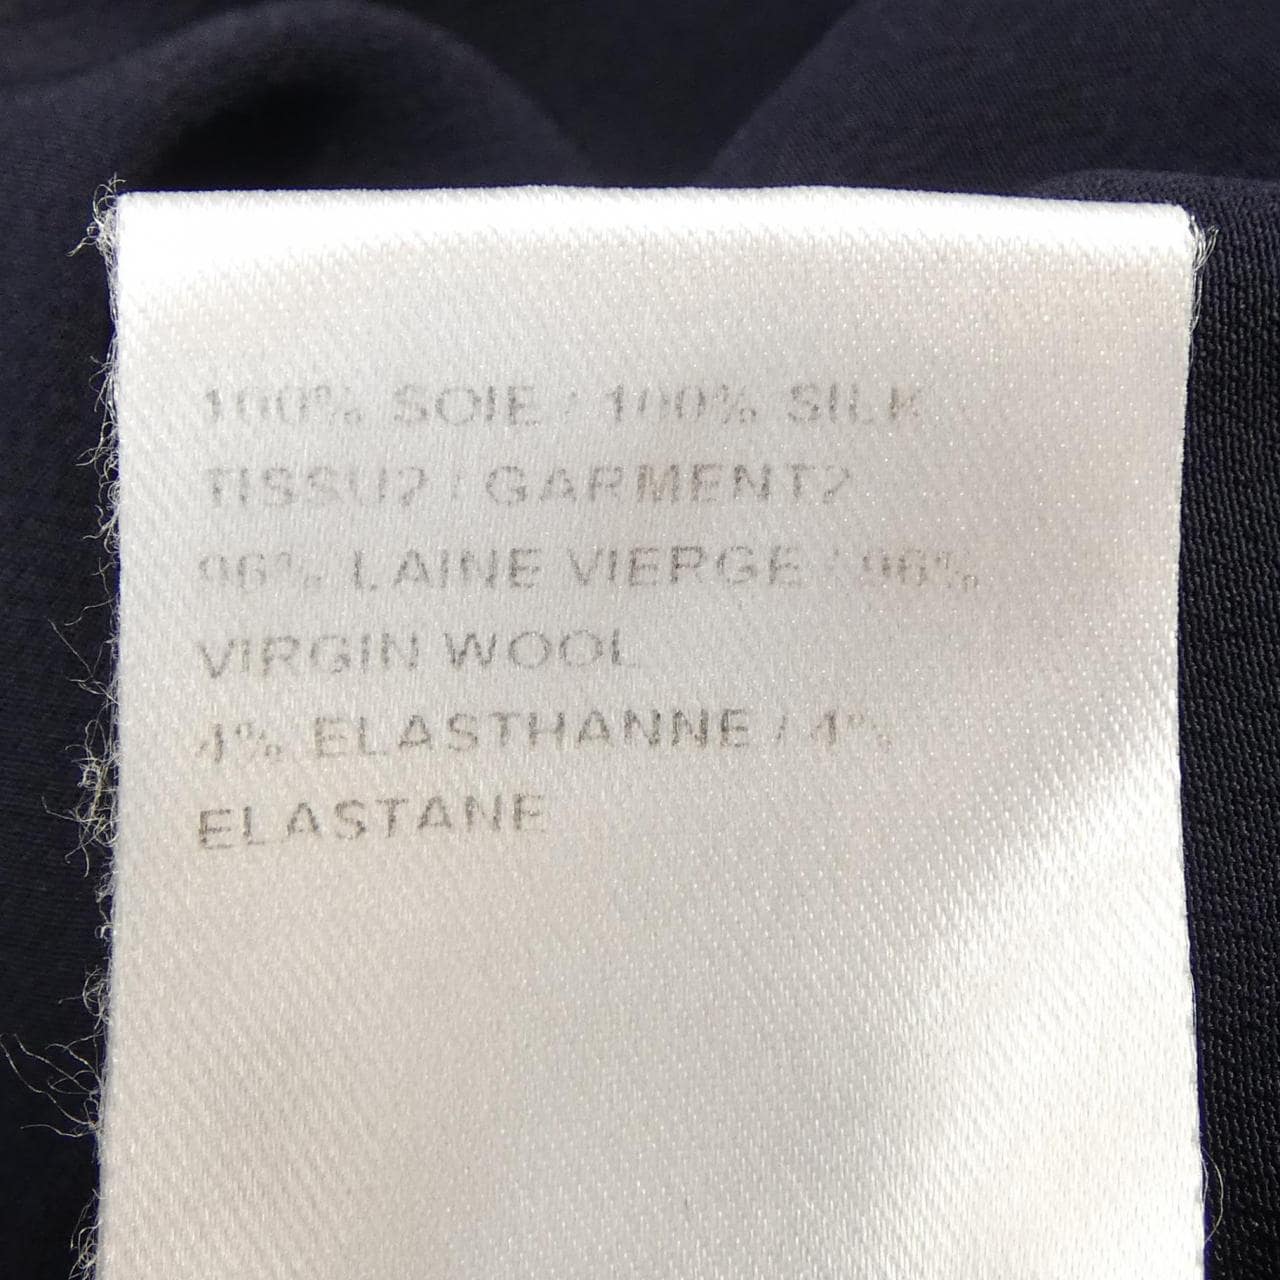 100% SOIE / 100% SILK
TISSU2 / GARMENT2
96% LAINE VIERGE / 96%
VIRGIN WOOL
4% ELASTHANNE / 4%
ELASTANE